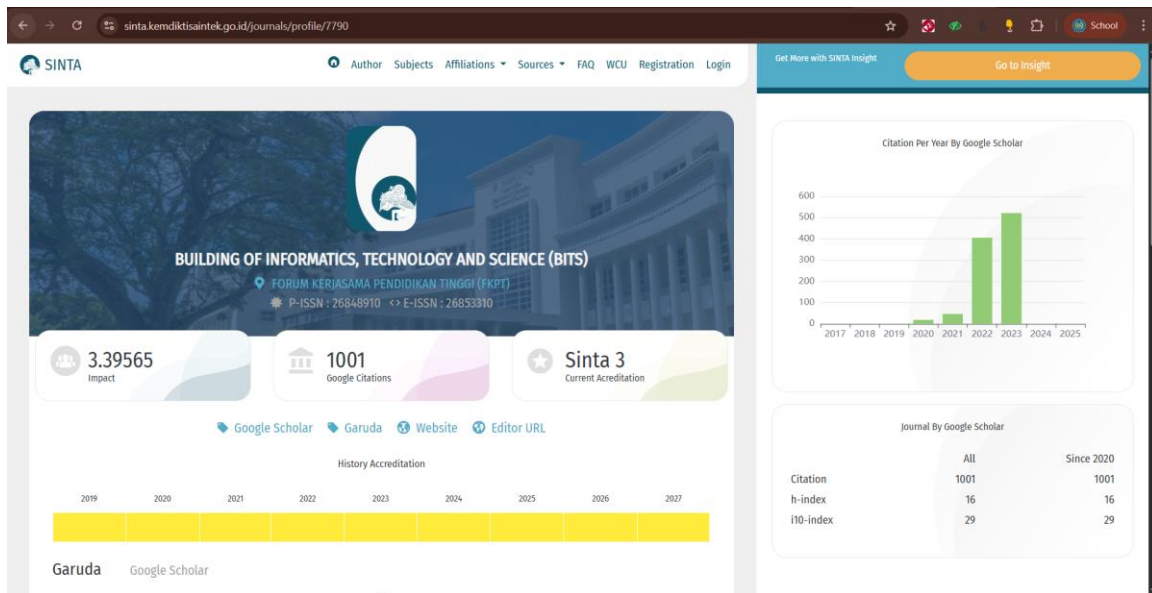 sinta.kemdiktisaintek.go.id/journals/profile/7790
School
SINTA
Author Subjects Affiliations Sources FAQ WCU Registration Login
BUILDING OF INFORMATICS, TECHNOLOGY AND SCIENCE (BITS)
FORUM KERJASAMA PENDIDIKAN TINGGI (FKPT)
P-ISSN : 26848910 <> E-ISSN : 26853310
3.39565
Impact
1001
Google Citations
Sinta 3
Current Acreditation
Google Scholar Garuda Website Editor URL
History Accreditation
2019 2020 2021 2022 2023 2024 2025 2026 2027
Garuda Google Scholar
Get More with SINTA Insight
Go to Insight
Citation Per Year By Google Scholar
600
500
400
300
200
100
0
2017 2018 2019 2020 2021 2022 2023 2024 2025
Journal By Google Scholar
All Since 2020
Citation 1001 1001
h-index 16 16
i10-index 29 29